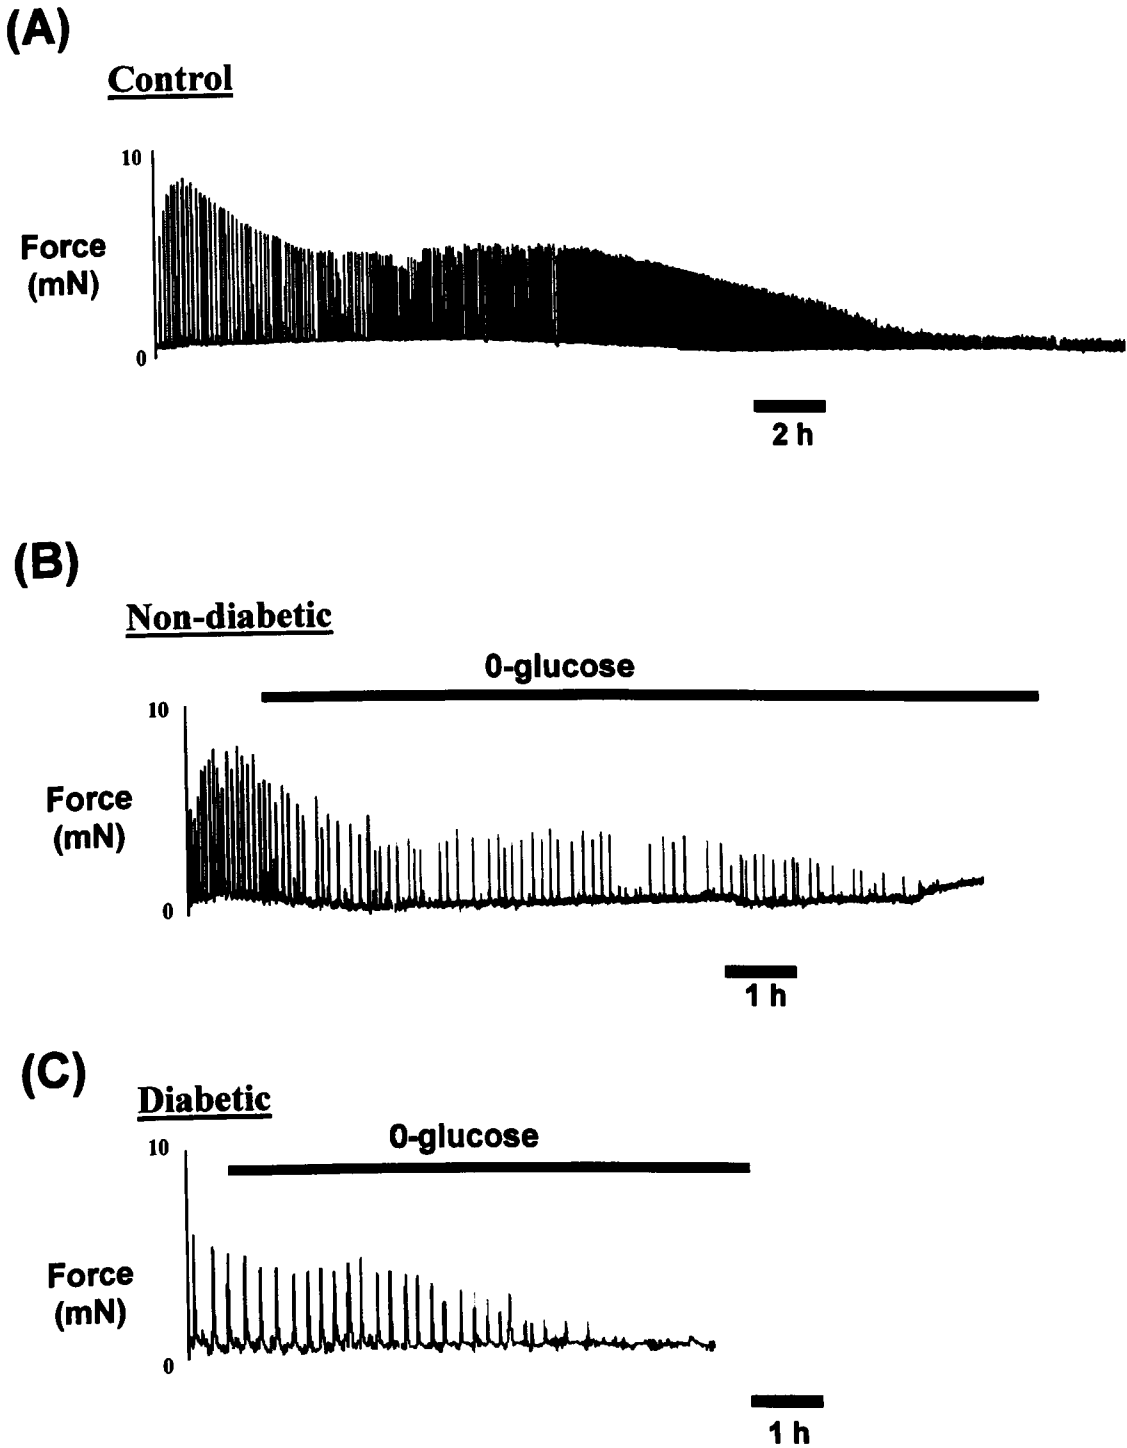 (A)
Control
10
Force
(mN)
0
2 h
(B)
Non-diabetic
0-glucose
10
Force
(mN)
0
1 h
(C)
Diabetic
0-glucose
10
Force
(mN)
0
1 h